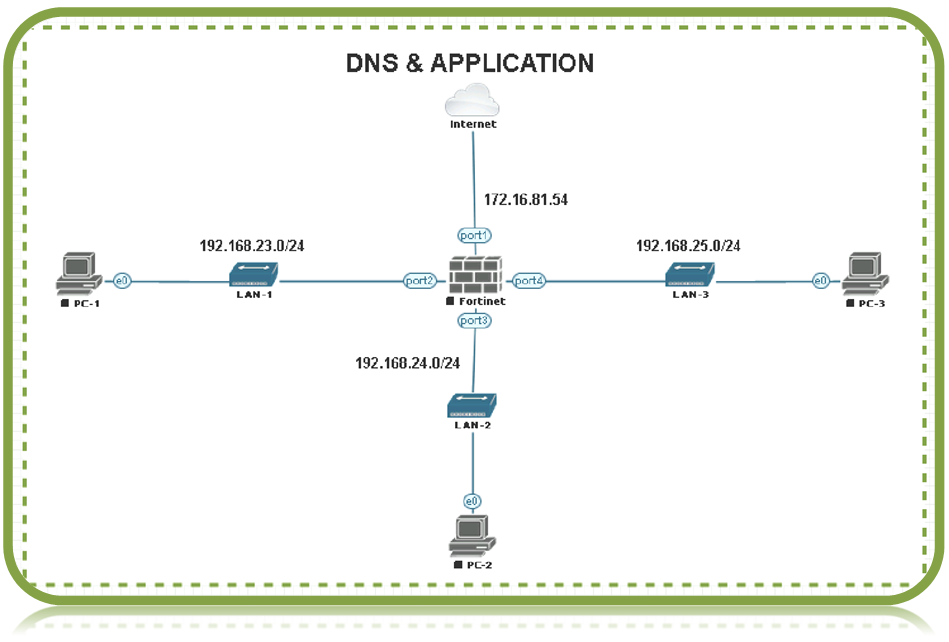 DNS & APPLICATION
Internet
172.16.81.54
port1
192.168.23.0/24
192.168.25.0/24
e0
port2
port4
e0
PC-1
LAN-1
Fortinet
LAN-3
PC-3
port3
192.168.24.0/24
LAN-2
e0
PC-2